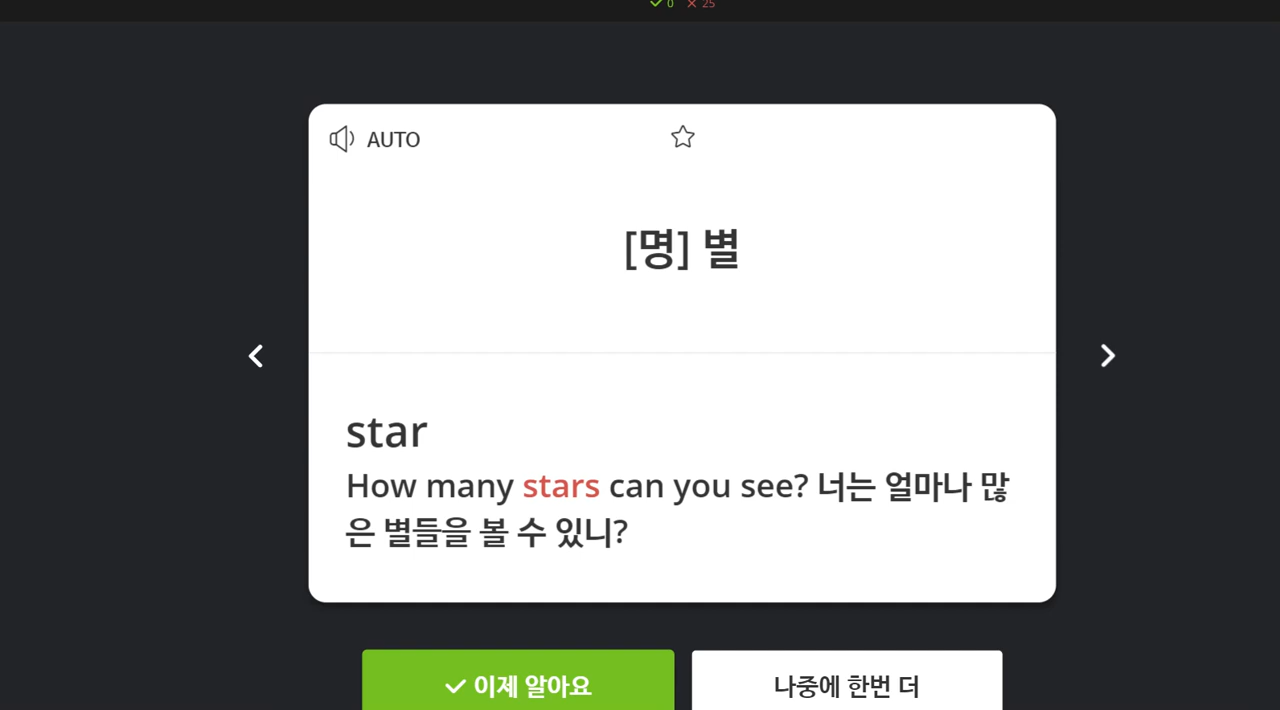 0 25
AUTO
[명] 별
star
How many stars can you see? 너는 얼마나 많
은 별들을 볼 수 있니?
이제 알아요 나중에 한번 더